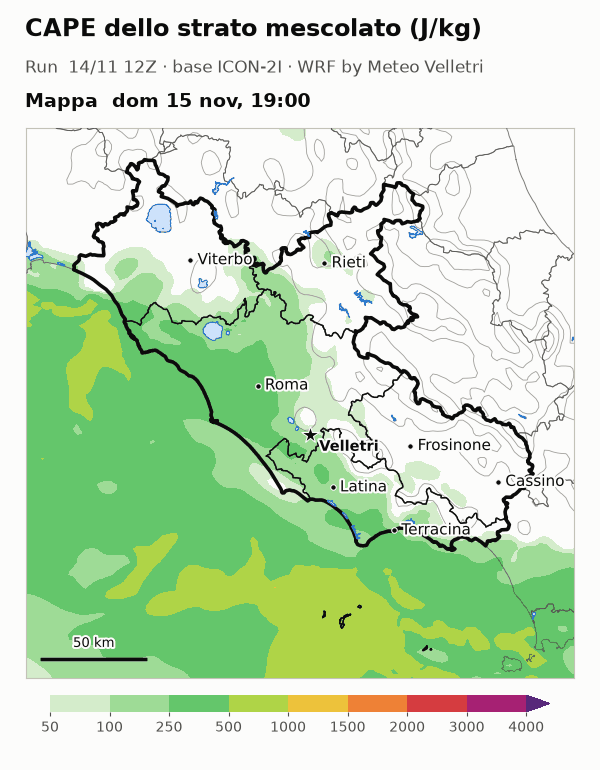 CAPE dello strato mescolato (J/kg)
Run  14/11 12Z · base ICON-2I · WRF by Meteo Velletri
Mappa  dom 15 nov, 19:00
Viterbo
Rieti
Roma
Velletri
Frosinone
Cassino
Latina
Terracina
50 km
50 100 250 500 1000 1500 2000 3000 4000